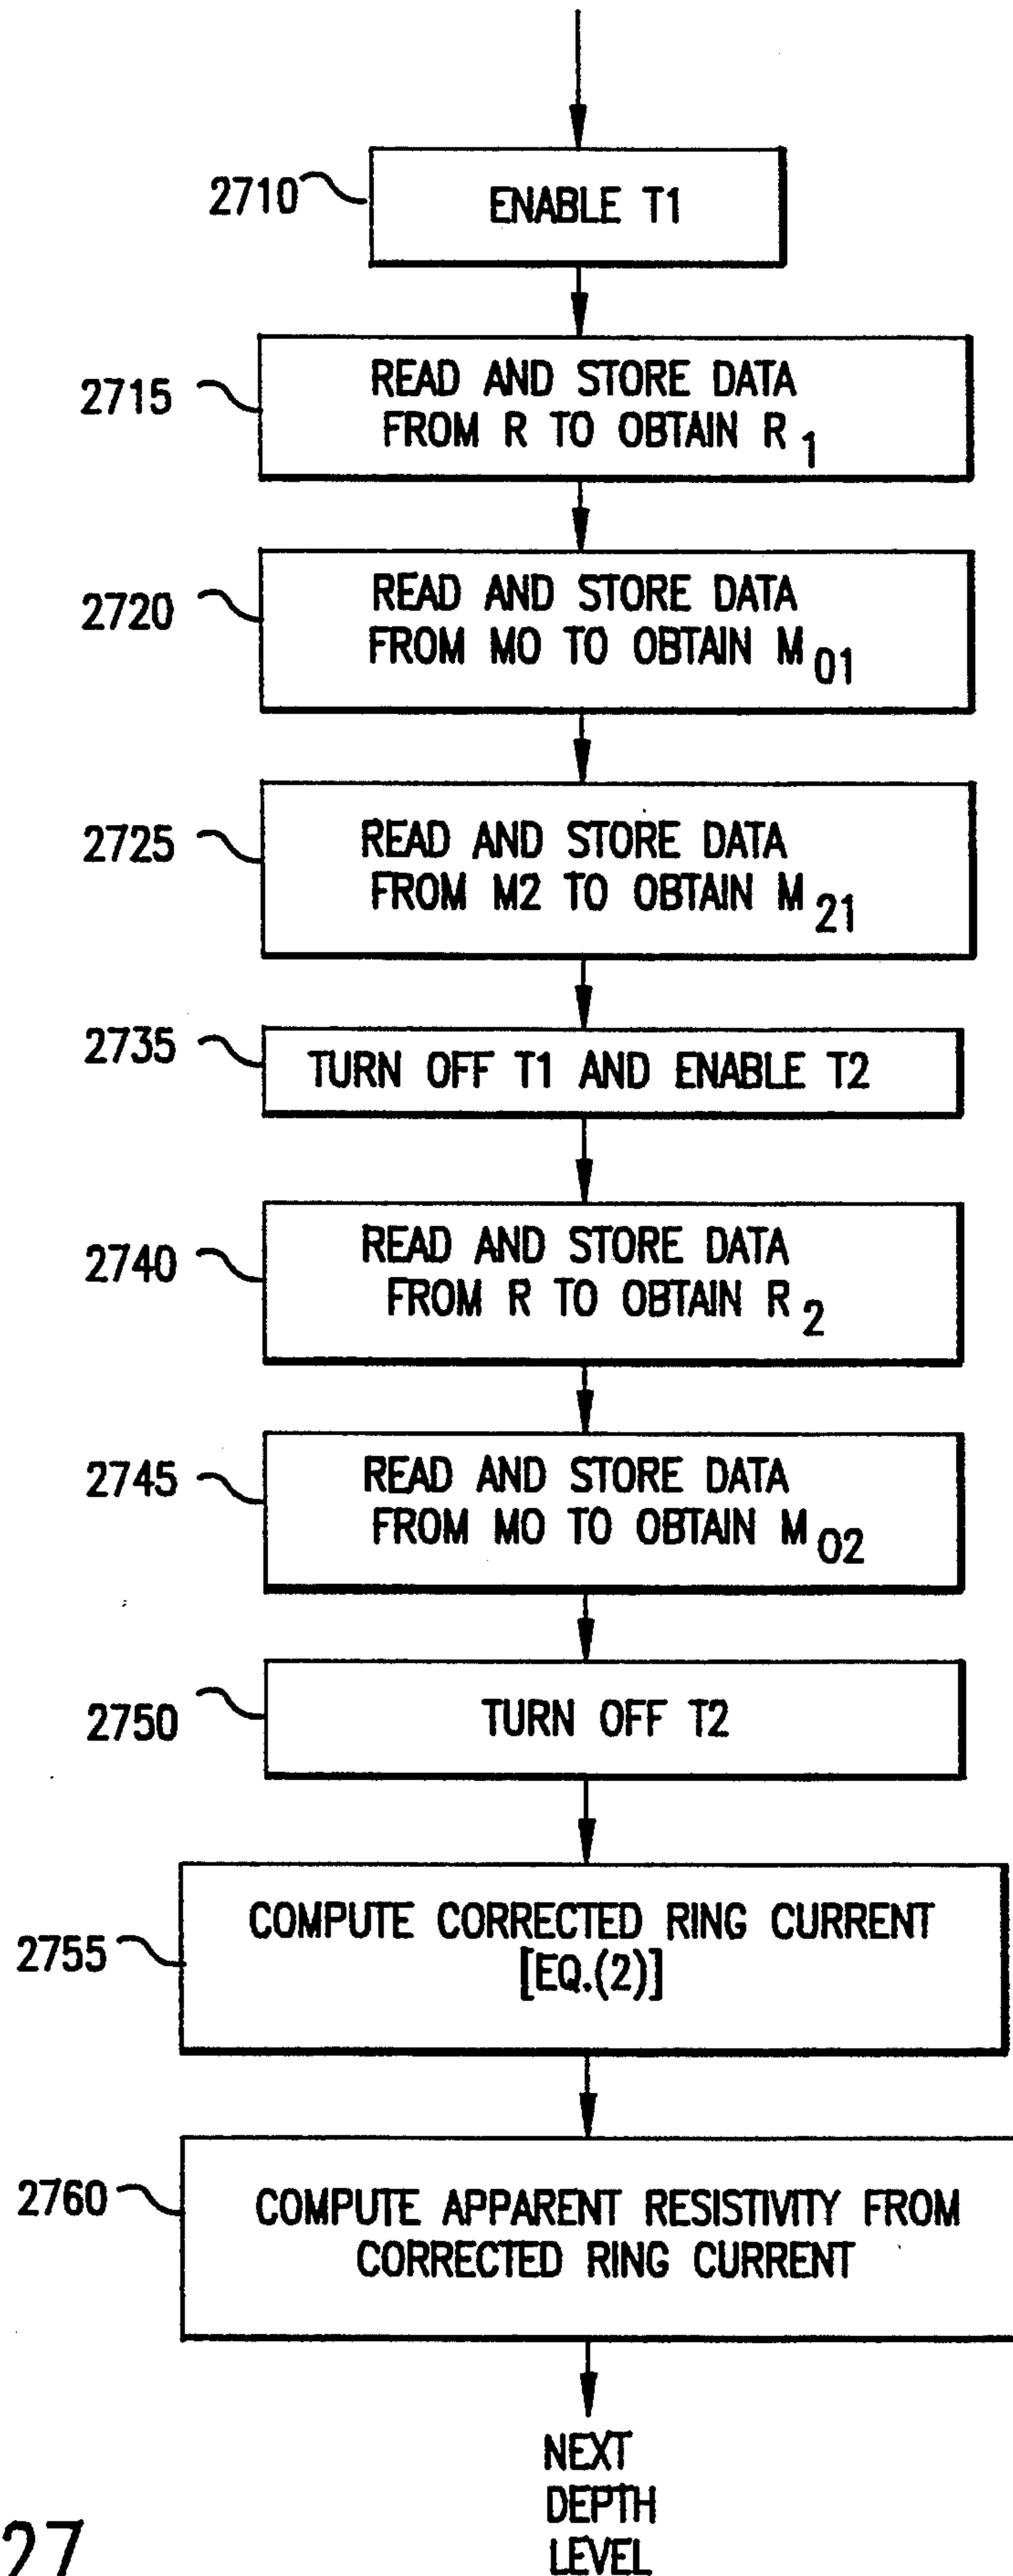 2710
ENABLE T1
2715
READ AND STORE DATA
FROM R TO OBTAIN R 1
2720
READ AND STORE DATA
FROM M0 TO OBTAIN M 01
2725
READ AND STORE DATA
FROM M2 TO OBTAIN M 21
2735
TURN OFF T1 AND ENABLE T2
2740
READ AND STORE DATA
FROM R TO OBTAIN R 2
2745
READ AND STORE DATA
FROM M0 TO OBTAIN M 02
2750
TURN OFF T2
2755
COMPUTE CORRECTED RING CURRENT
[EQ.(2)]
2760
COMPUTE APPARENT RESISTIVITY FROM
CORRECTED RING CURRENT
NEXT
DEPTH
LEVEL
27